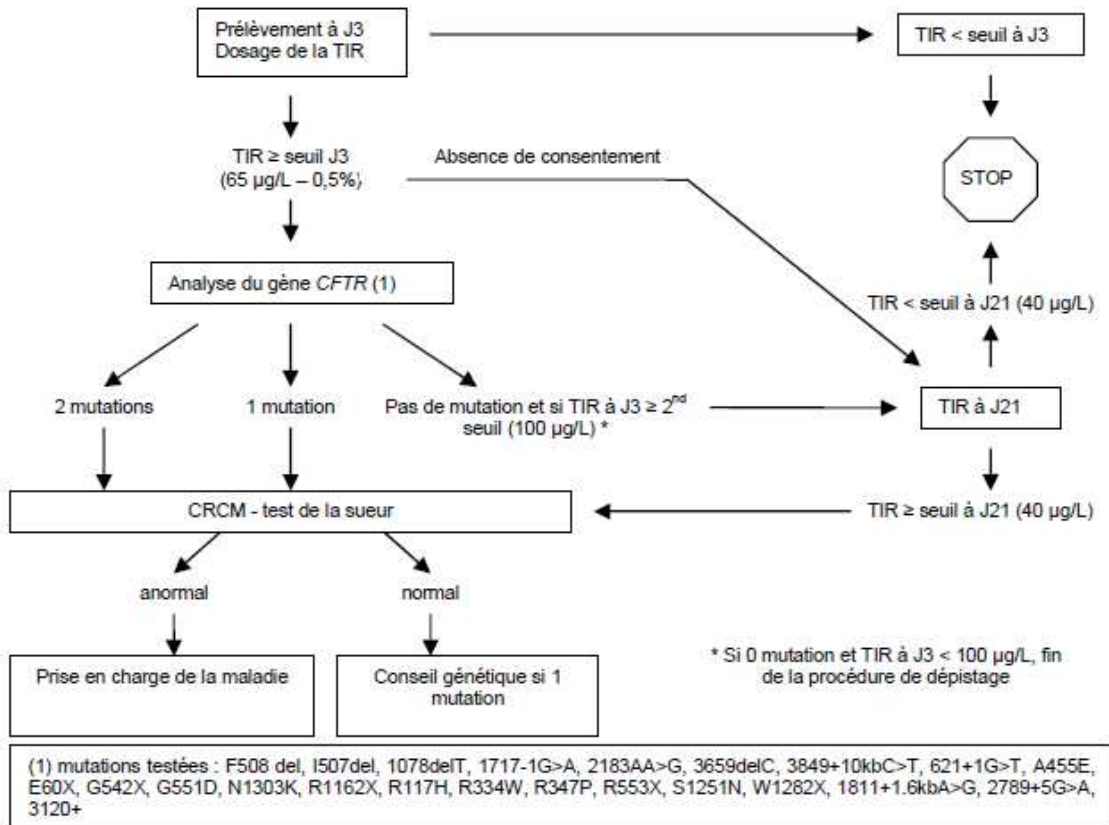 Prélèvement à J3
Dosage de la TIR
TIR < seuil à J3
TIR ≥ seuil J3
(65 µg/L – 0,5%)
Absence de consentement
STOP
Analyse du gène CFTR (1)
TIR < seuil à J21 (40 µg/L)
2 mutations
1 mutation
Pas de mutation et si TIR à J3 ≥ 2nd
seuil (100 µg/L) *
TIR à J21
CRCM - test de la sueur
TIR ≥ seuil à J21 (40 µg/L)
anormal
normal
Prise en charge de la maladie
Conseil génétique si 1
mutation
* Si 0 mutation et TIR à J3 < 100 µg/L, fin
de la procédure de dépistage
(1) mutations testées : F508 del, I507del, 1078delT, 1717-1G>A, 2183AA>G, 3659delC, 3849+10kbC>T, 621+1G>T, A455E,
E60X, G542X, G551D, N1303K, R1162X, R117H, R334W, R347P, R553X, S1251N, W1282X, 1811+1.6kbA>G, 2789+5G>A,
3120+